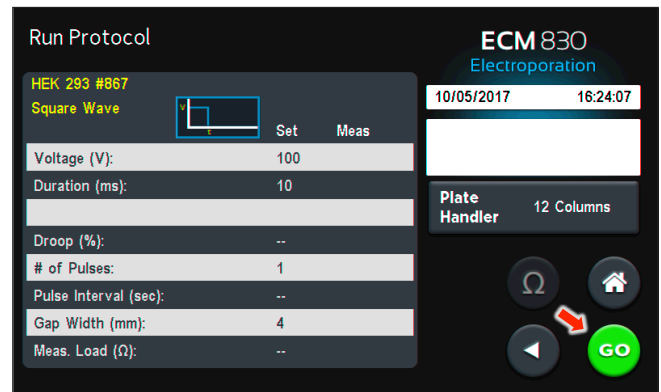 Run Protocol
ECM 830
Electroporation
HEK 293 #867
Square Wave
V
t
Set Meas
10/05/2017 16:24:07
Voltage (V): 100
Duration (ms): 10
Plate Handler 12 Columns
Droop (%): --
# of Pulses: 1
Pulse Interval (sec): --
Gap Width (mm): 4
Meas. Load (Ω): --
Ω
GO